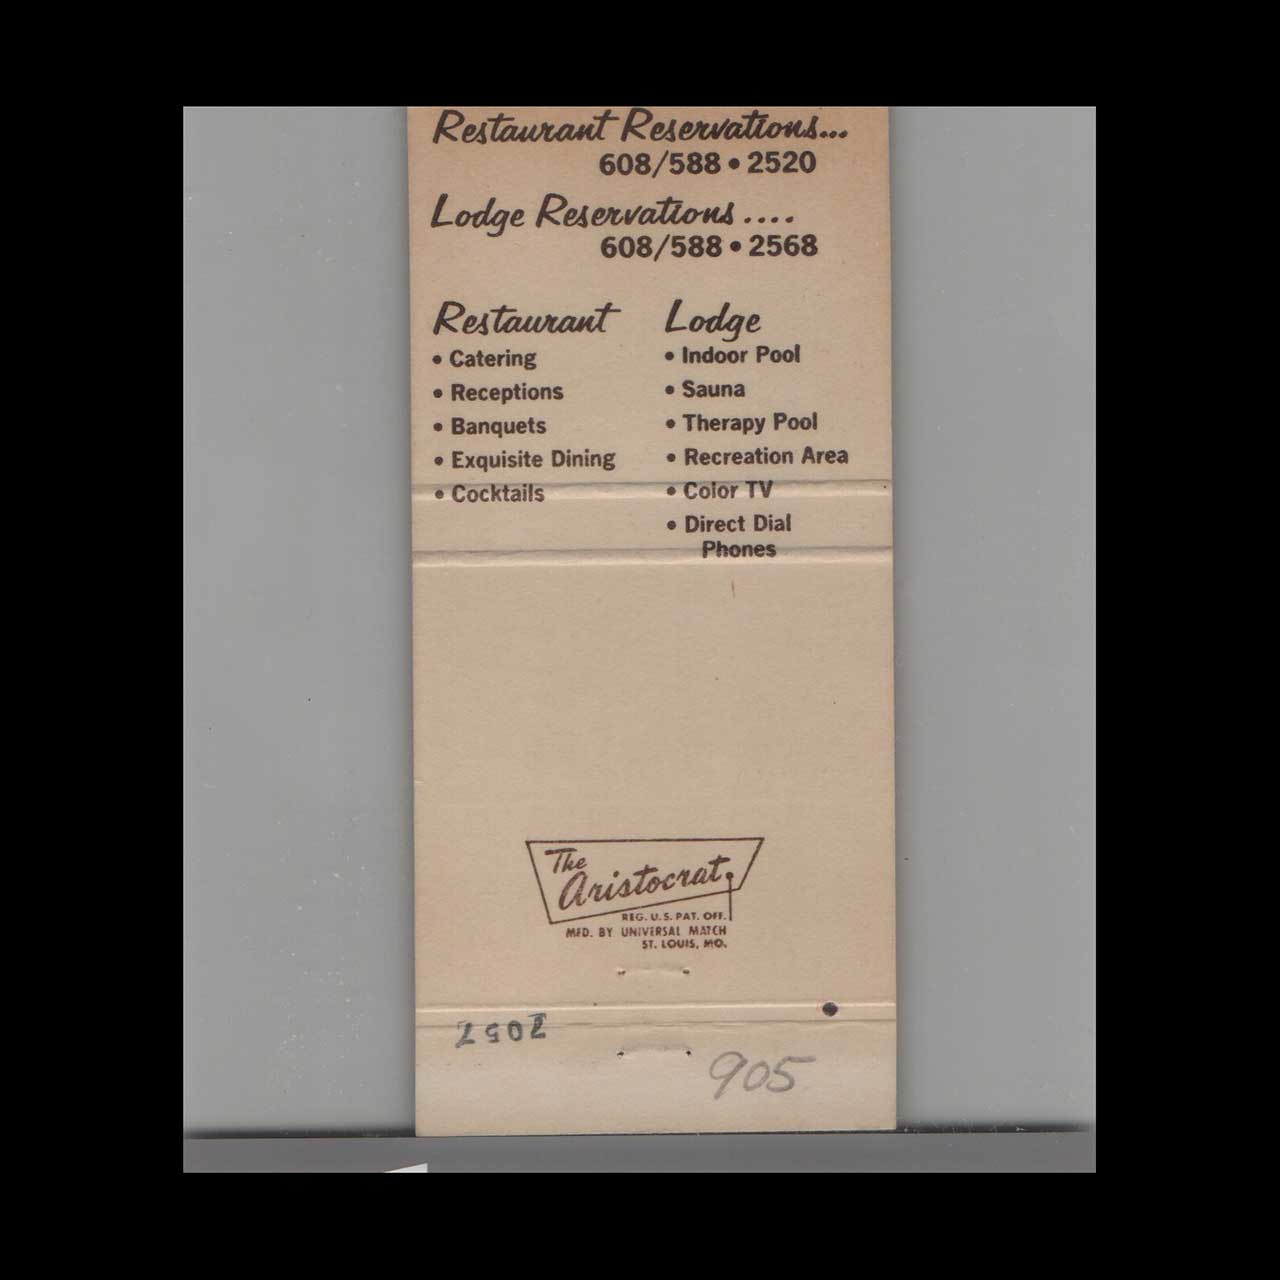 Restaurant Reservations...
608/588 • 2520
Lodge Reservations ....
608/588 • 2568
Restaurant
• Catering
• Receptions
• Banquets
• Exquisite Dining
• Cocktails
Lodge
• Indoor Pool
• Sauna
• Therapy Pool
• Recreation Area
• Color TV
• Direct Dial
Phones
The
Aristocrat
REG. U.S. PAT. OFF.
MFD. BY UNIVERSAL MATCH
ST. LOUIS, MO.
905